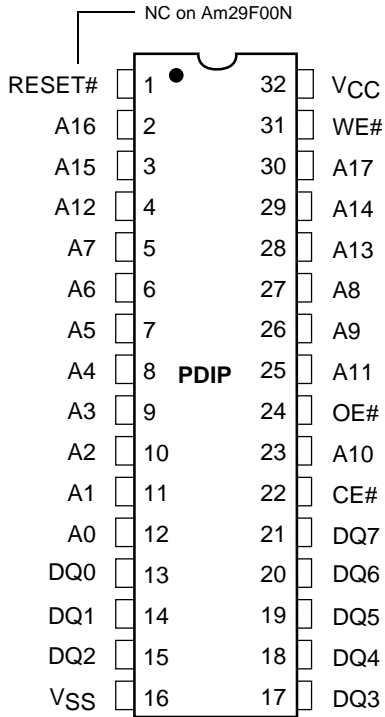 NC on Am29F00N
RESET# 1 32 VCC
A16 2 31 WE#
A15 3 30 A17
A12 4 29 A14
A7 5 28 A13
A6 6 27 A8
A5 7 26 A9
A4 8 PDIP 25 A11
A3 9 24 OE#
A2 10 23 A10
A1 11 22 CE#
A0 12 21 DQ7
DQ0 13 20 DQ6
DQ1 14 19 DQ5
DQ2 15 18 DQ4
VSS 16 17 DQ3